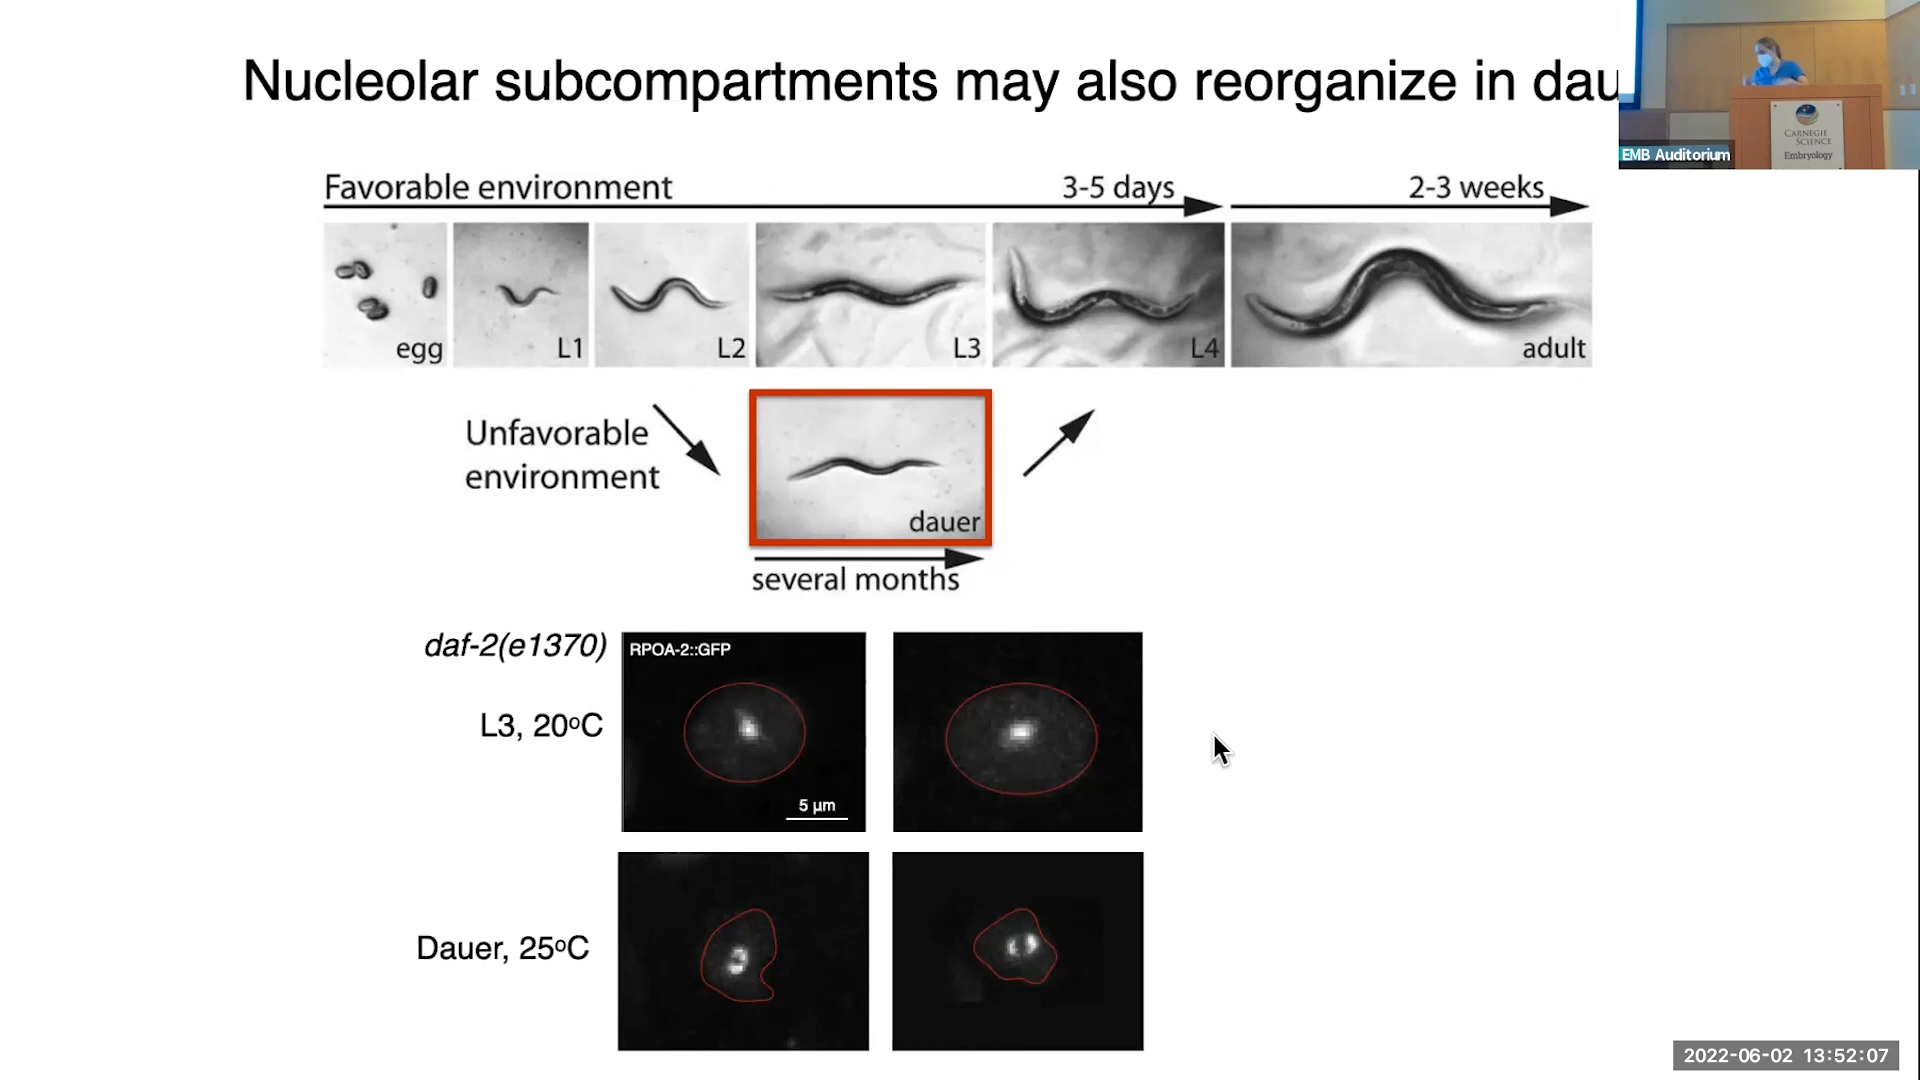 Nucleolar subcompartments may also reorganize in dau
CARNEGIE
SCIENCE
Embryology
EMB Auditorium
Favorable environment
3-5 days
2-3 weeks
egg
L1
L2
L3
L4
adult
Unfavorable
environment
dauer
several months
daf-2(e1370)
RPOA-2::GFP
L3, 20°C
5 µm
Dauer, 25°C
2022-06-02 13:52:07